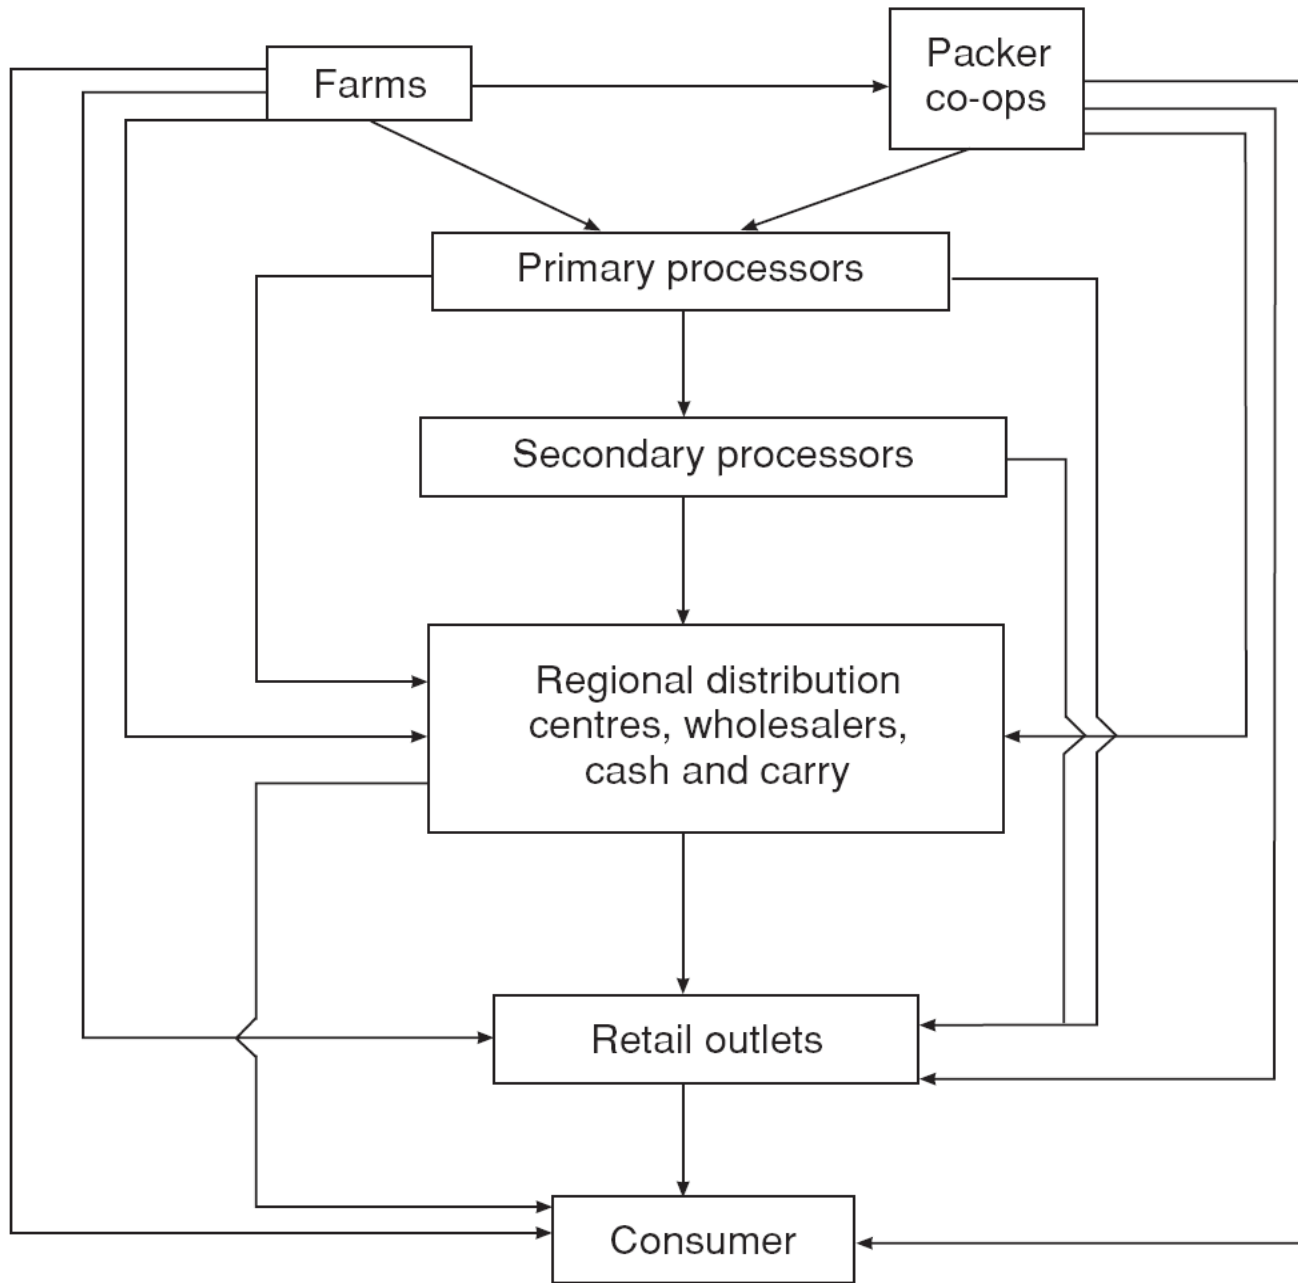 Farms
Packer
co-ops
Primary processors
Secondary processors
Regional distribution
centres, wholesalers,
cash and carry
Retail outlets
Consumer